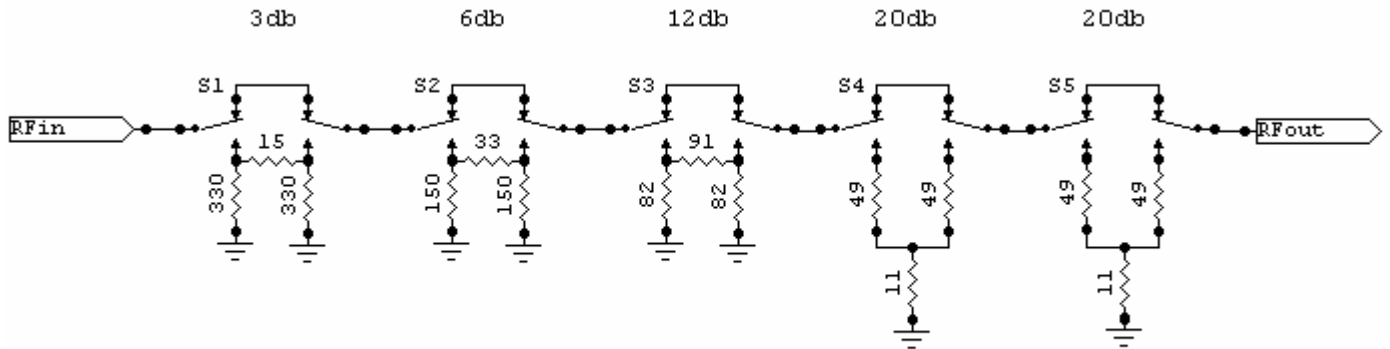 3db 6db 12db 20db 20db
S1 S2 S3 S4 S5
RFin RFout
15 33 91
330 330 150 150 82 82 49 49 49 49
11 11